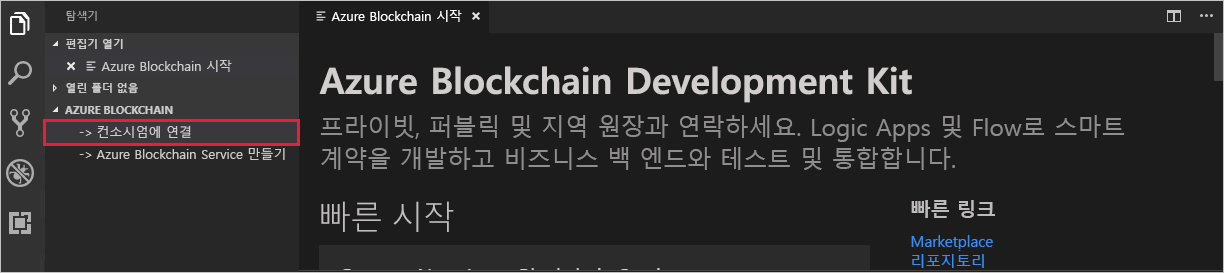 탐색기
편집기 열기
Azure Blockchain 시작
열린 폴더 없음
AZURE BLOCKCHAIN
-> 컨소시엄에 연결
-> Azure Blockchain Service 만들기
Azure Blockchain 시작
Azure Blockchain Development Kit
프라이빗, 퍼블릭 및 지역 원장과 연락하세요. Logic Apps 및 Flow로 스마트
계약을 개발하고 비즈니스 백 엔드와 테스트 및 통합합니다.
빠른 시작
빠른 링크
Marketplace
리포지토리